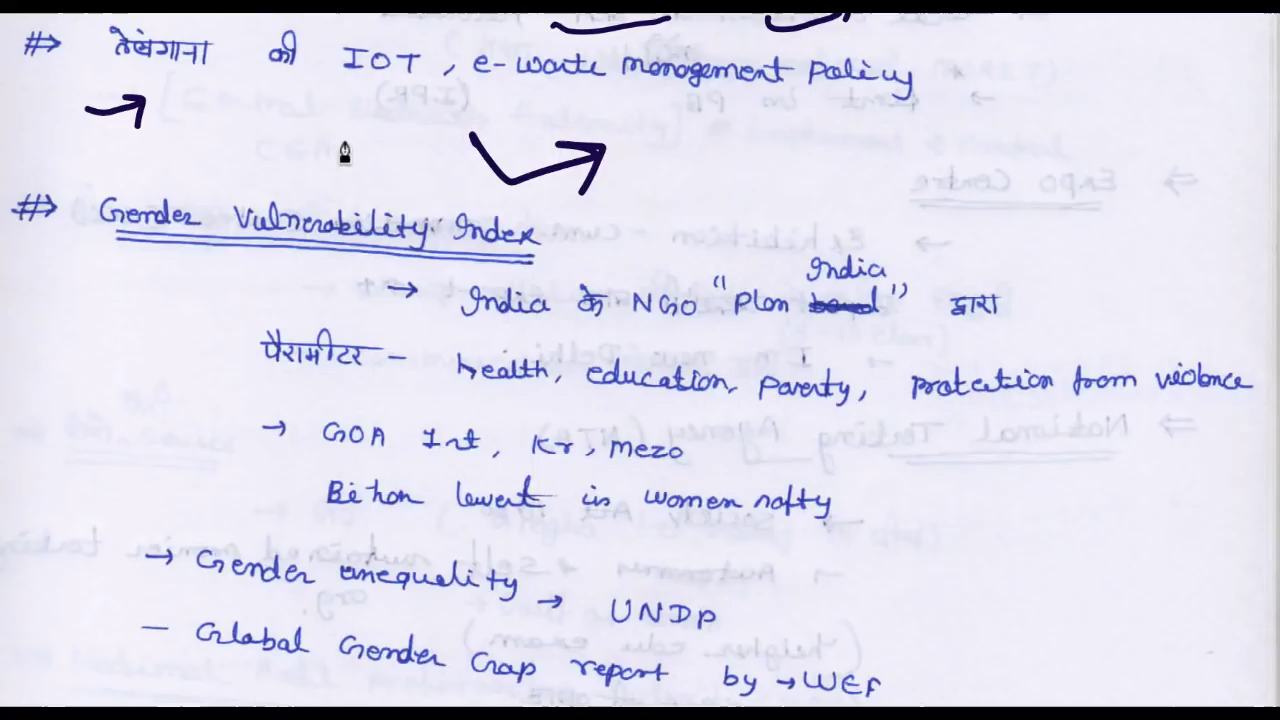 #> तेलंगाना की IOT, e-waste management Policy
#> Gender Vulnerability Index
→ India के NGO "Plan India" द्वारा
पैरामीटर – health, education, Poverty, protection from violence
→ GOA 1st, Kr, mezo
Bihar lowest in women safty
→ Gender inequality → UNDP
– Global Gender Gap report by → WEF